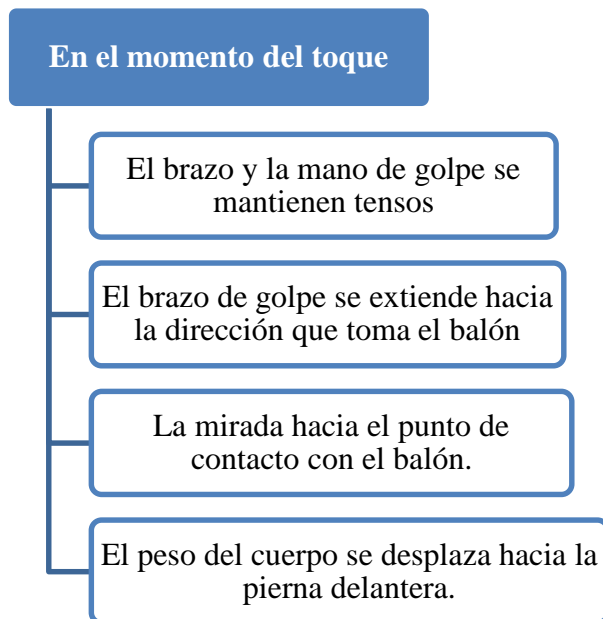 En el momento del toque
El brazo y la mano de golpe se
mantienen tensos
El brazo de golpe se extiende hacia
la dirección que toma el balón
La mirada hacia el punto de
contacto con el balón.
El peso del cuerpo se desplaza hacia la
pierna delantera.